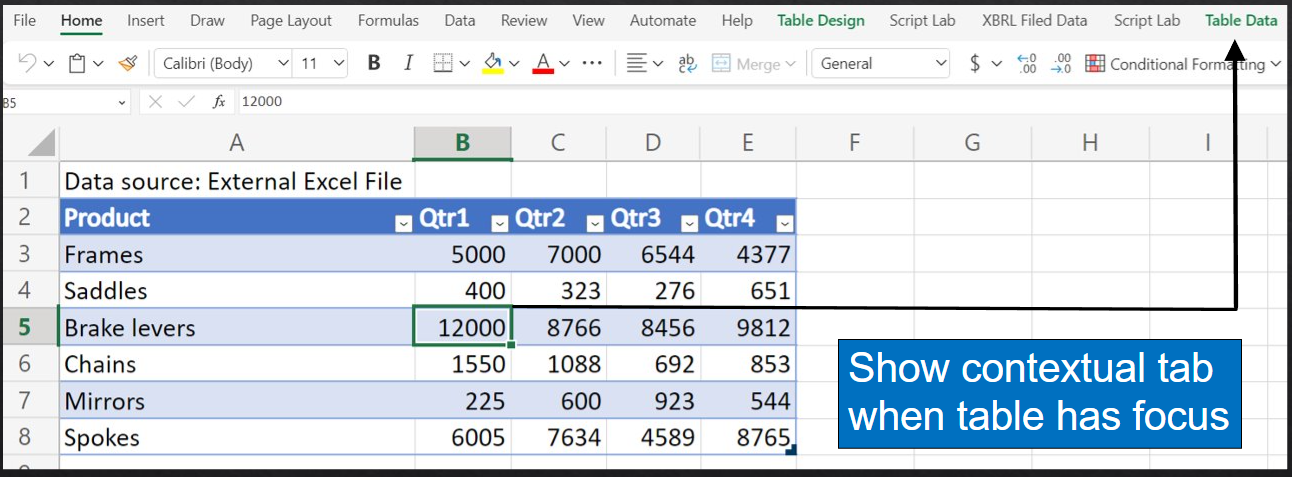 File Home Insert Draw Page Layout Formulas Data Review View Automate Help Table Design Script Lab XBRL Filed Data Script Lab Table Data
Calibri (Body) 11 B I A ab Merge General $ .00 .00 Conditional Formatting
B5 fx 12000
A B C D E F G H I
1 Data source: External Excel File
2 Product Qtr1 Qtr2 Qtr3 Qtr4
3 Frames 5000 7000 6544 4377
4 Saddles 400 323 276 651
5 Brake levers 12000 8766 8456 9812
6 Chains 1550 1088 692 853
7 Mirrors 225 600 923 544
8 Spokes 6005 7634 4589 8765
Show contextual tab
when table has focus